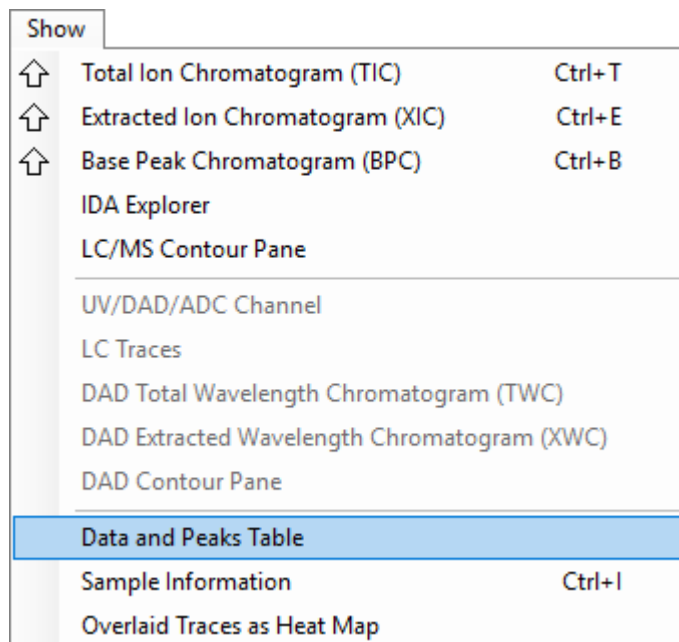 Show
Total Ion Chromatogram (TIC) Ctrl+T
Extracted Ion Chromatogram (XIC) Ctrl+E
Base Peak Chromatogram (BPC) Ctrl+B
IDA Explorer
LC/MS Contour Pane
UV/DAD/ADC Channel
LC Traces
DAD Total Wavelength Chromatogram (TWC)
DAD Extracted Wavelength Chromatogram (XWC)
DAD Contour Pane
Data and Peaks Table
Sample Information Ctrl+I
Overlaid Traces as Heat Map